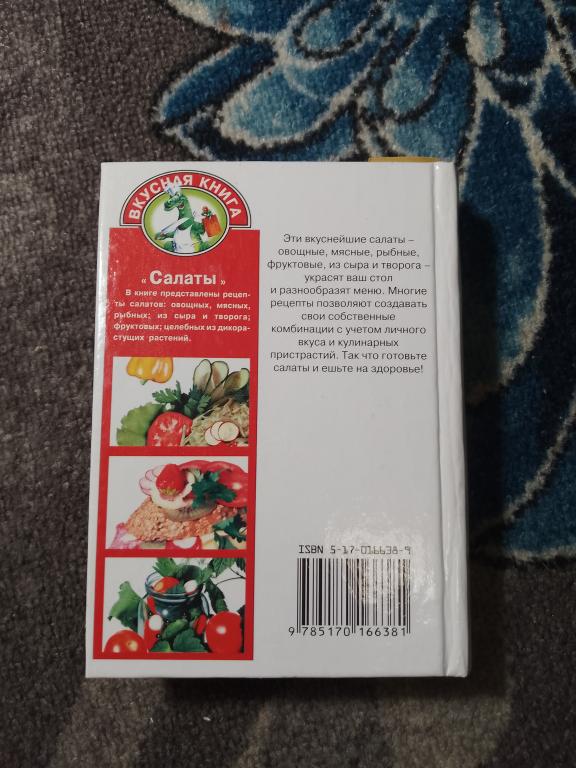 ВКУСНАЯ КНИГА
« Салаты »
В книге представлены рецеп-
ты салатов: овощных, мясных,
рыбных; из сыра и творога;
фруктовых; целебных из дикора-
стущих растений.
Эти вкуснейшие салаты –
овощные, мясные, рыбные,
фруктовые, из сыра и творога –
украсят ваш стол
и разнообразят меню. Многие
рецепты позволяют создавать
свои собственные
комбинации с учетом личного
вкуса и кулинарных
пристрастий. Так что готовьте
салаты и ешьте на здоровье!
ISBN 5-17-016638-9
9 785170 166381